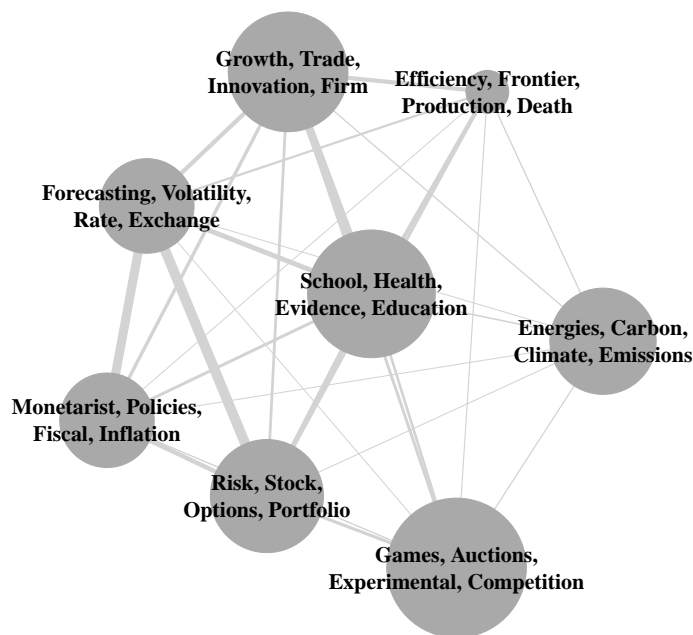 Growth, Trade,
Innovation, Firm
Efficiency, Frontier,
Production, Death
Forecasting, Volatility,
Rate, Exchange
School, Health,
Evidence, Education
Energies, Carbon,
Climate, Emissions
Monetarist, Policies,
Fiscal, Inflation
Risk, Stock,
Options, Portfolio
Games, Auctions,
Experimental, Competition